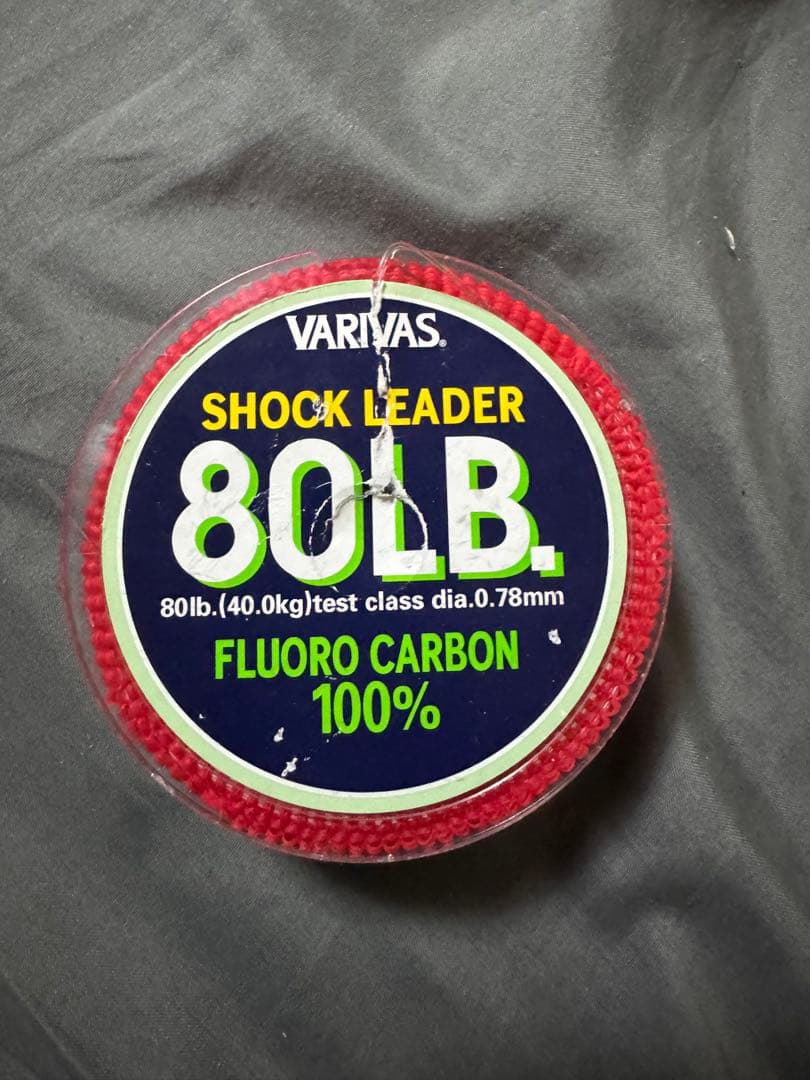 VARIVAS®
SHOCK LEADER
80LB.
80lb.(40.0kg)test class dia.0.78mm
FLUORO CARBON
100%